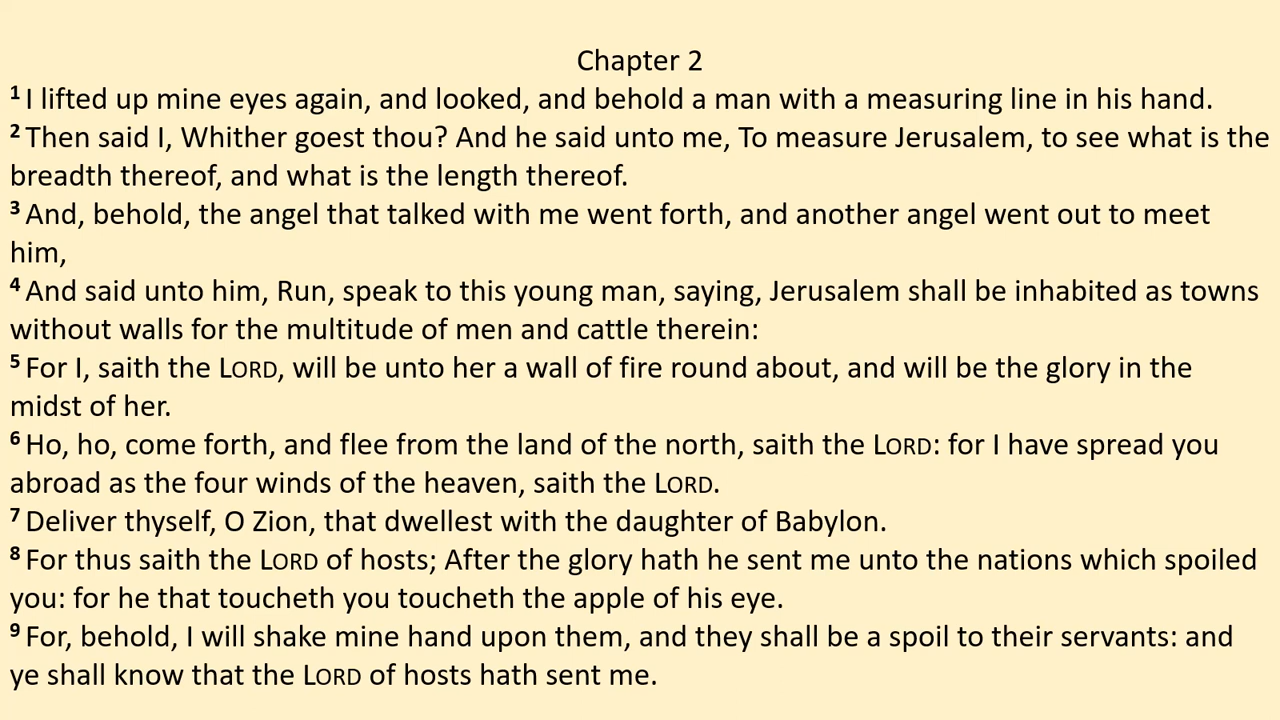 Chapter 2
1 I lifted up mine eyes again, and looked, and behold a man with a measuring line in his hand.
2 Then said I, Whither goest thou? And he said unto me, To measure Jerusalem, to see what is the
breadth thereof, and what is the length thereof.
3 And, behold, the angel that talked with me went forth, and another angel went out to meet
him,
4 And said unto him, Run, speak to this young man, saying, Jerusalem shall be inhabited as towns
without walls for the multitude of men and cattle therein:
5 For I, saith the LORD, will be unto her a wall of fire round about, and will be the glory in the
midst of her.
6 Ho, ho, come forth, and flee from the land of the north, saith the LORD: for I have spread you
abroad as the four winds of the heaven, saith the LORD.
7 Deliver thyself, O Zion, that dwellest with the daughter of Babylon.
8 For thus saith the LORD of hosts; After the glory hath he sent me unto the nations which spoiled
you: for he that toucheth you toucheth the apple of his eye.
9 For, behold, I will shake mine hand upon them, and they shall be a spoil to their servants: and
ye shall know that the LORD of hosts hath sent me.